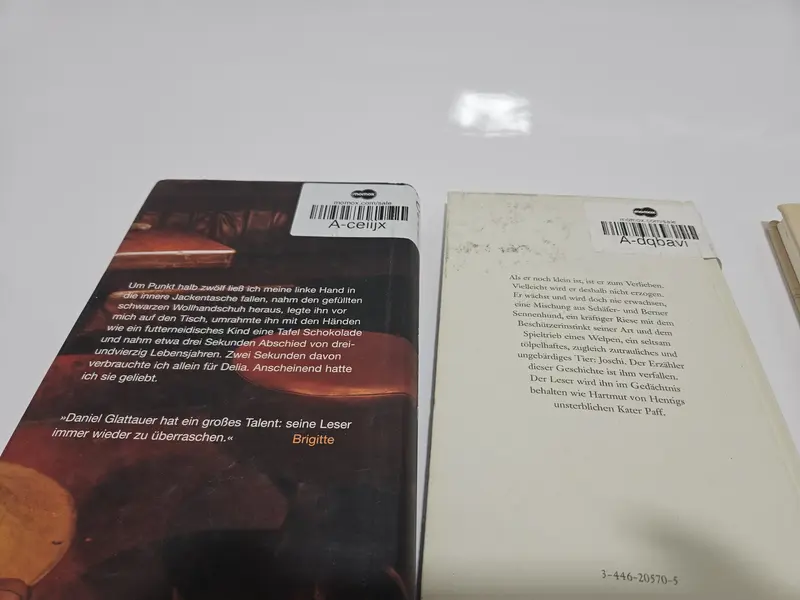 momox
momox.com/sale
A-ceiijx
Um Punkt halb zwölf ließ ich meine linke Hand in
die innere Jackentasche fallen, nahm den gefüllten
schwarzen Wollhandschuh heraus, legte ihn vor
mich auf den Tisch, umrahmte ihn mit den Händen
wie ein futterneidisches Kind eine Tafel Schokolade
und nahm etwa drei Sekunden Abschied von drei-
undvierzig Lebensjahren. Zwei Sekunden davon
verbrauchte ich allein für Delia. Anscheinend hatte
ich sie geliebt.
»Daniel Glattauer hat ein großes Talent: seine Leser
immer wieder zu überraschen.« Brigitte
momox
momox.com/sale
A-dqbavi
Als er noch klein ist, ist er zum Verlieben.
Vielleicht wird er deshalb nicht erzogen.
Er wächst und wird doch nie erwachsen,
eine Mischung aus Schäfer- und Berner
Sennenhund, ein kräftiger Riese mit dem
Beschützerinstinkt seiner Art und dem
Spieltrieb eines Welpen, ein seltsam
tölpelhaftes, zugleich zutrauliches und
ungebärdiges Tier: Joschi. Der Erzähler
dieser Geschichte ist ihm verfallen.
Der Leser wird ihn im Gedächtnis
behalten wie Hartmut von Hentigs
unsterblichen Kater Paff.
3-446-20570-5